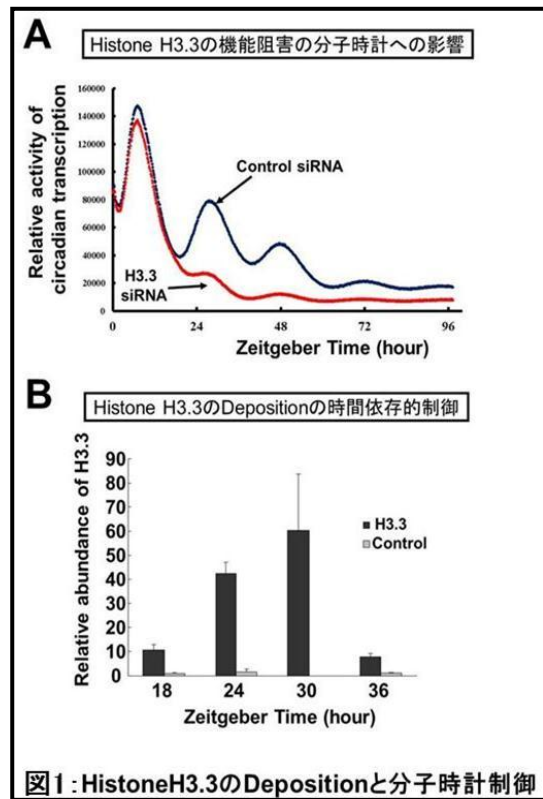 A
Histone H3.3の機能阻害の分子時計への影響
Relative activity of
circadian transcription
160000
140000
120000
100000
80000
60000
40000
20000
0
Control siRNA
H3.3
siRNA
0 24 48 72 96
Zeitgeber Time (hour)
B
Histone H3.3のDepositionの時間依存的制御
Relative abundance of H3.3
90
80
70
60
50
40
30
20
10
0
H3.3
Control
18 24 30 36
Zeitgeber Time (hour)
図1:HistoneH3.3のDepositionと分子時計制御